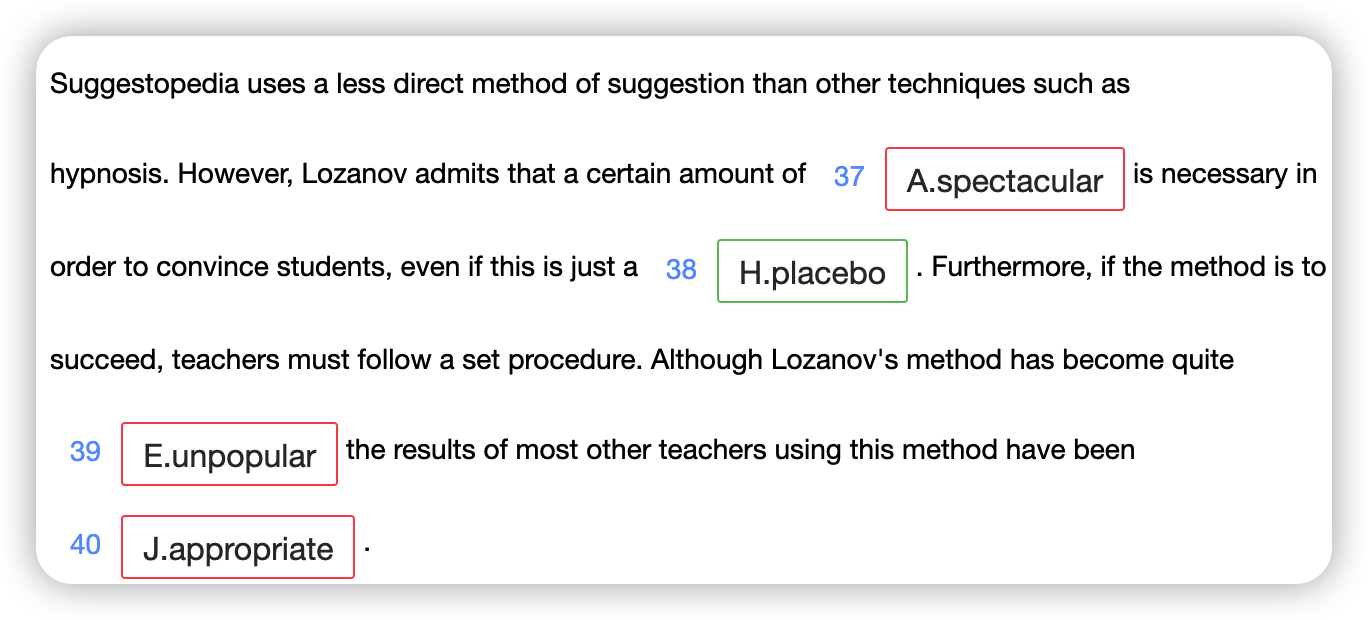 Suggestopedia uses a less direct method of suggestion than other techniques such as
hypnosis. However, Lozanov admits that a certain amount of 37 A.spectacular is necessary in
order to convince students, even if this is just a 38 H.placebo . Furthermore, if the method is to
succeed, teachers must follow a set procedure. Although Lozanov's method has become quite
39 E.unpopular the results of most other teachers using this method have been
40 J.appropriate .